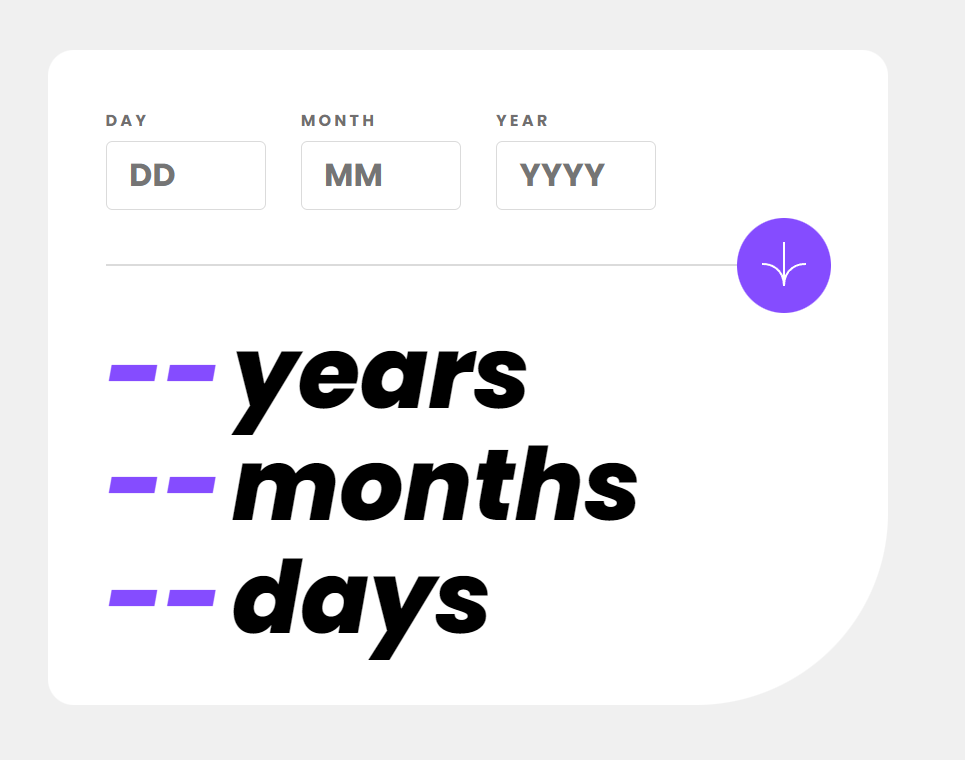 DAY MONTH YEAR
DD MM YYYY
-- years
-- months
-- days